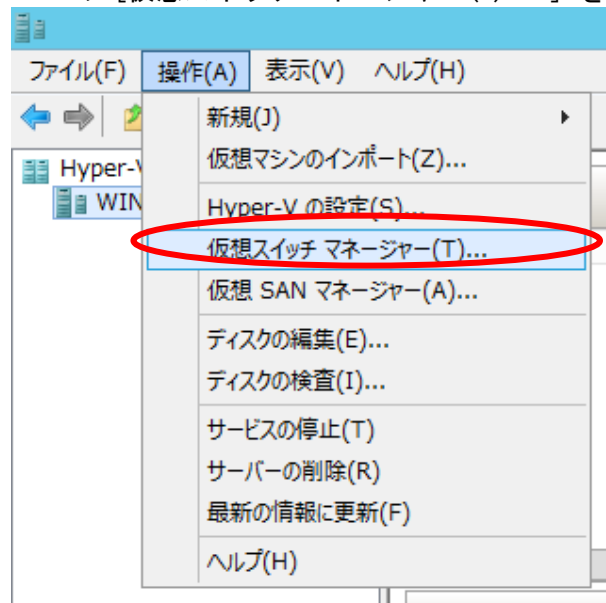 ファイル(F) 操作(A) 表示(V) ヘルプ(H)
新規(J)
仮想マシンのインポート(Z)...
Hyper-V
Hyper-V の設定(S)...
WIN
仮想スイッチ マネージャー(T)...
仮想 SAN マネージャー(A)...
ディスクの編集(E)...
ディスクの検査(I)...
サービスの停止(T)
サーバーの削除(R)
最新の情報に更新(F)
ヘルプ(H)